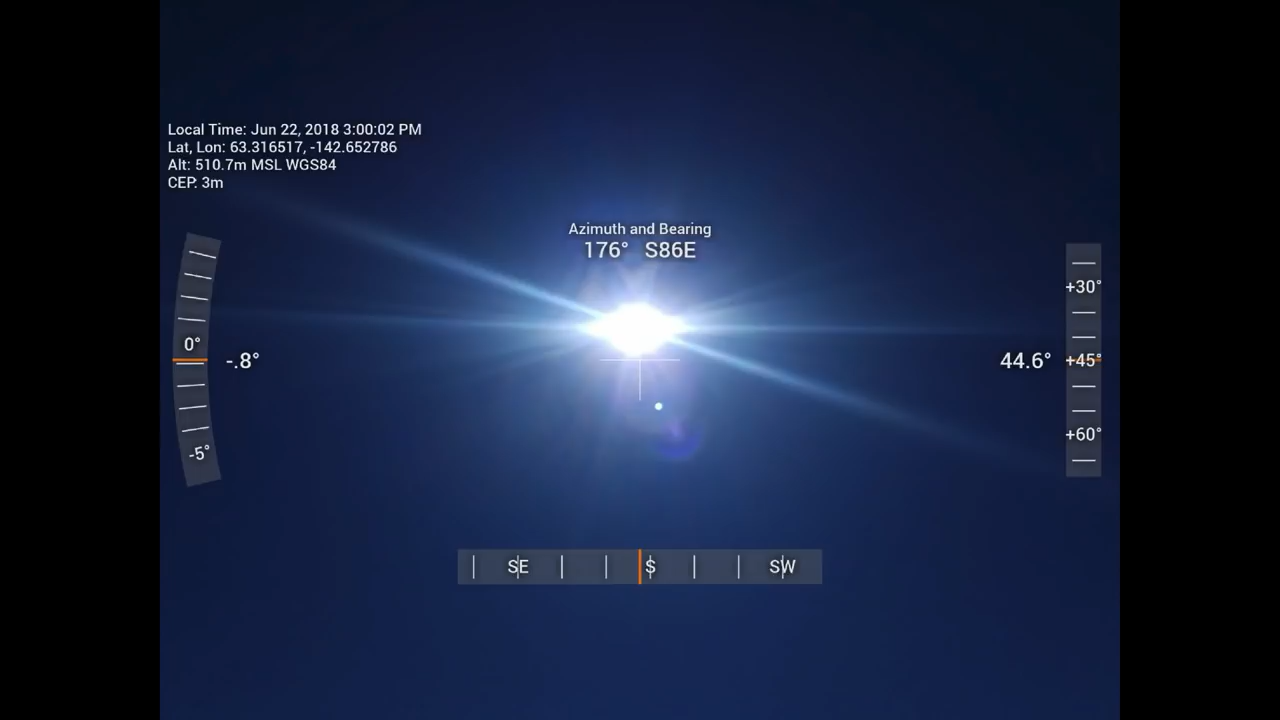 Local Time: Jun 22, 2018 3:00:02 PM
Lat, Lon: 63.316517, -142.652786
Alt: 510.7m MSL WGS84
CEP: 3m
Azimuth and Bearing
176° S86E
+30°
0°
-.8°
44.6°
+45°
+60°
-5°
SE
S
SW